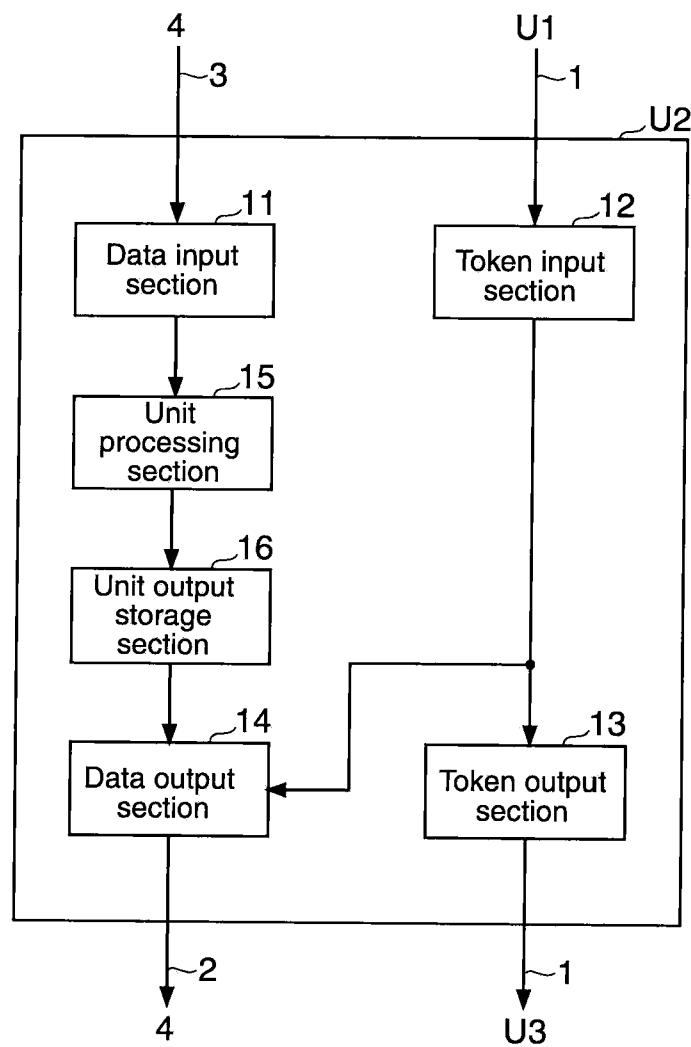 4
U1
3
1
U2
11
12
Data input
section
Token input
section
15
Unit
processing
section
16
Unit output
storage
section
14
13
Data output
section
Token output
section
2
1
4
U3